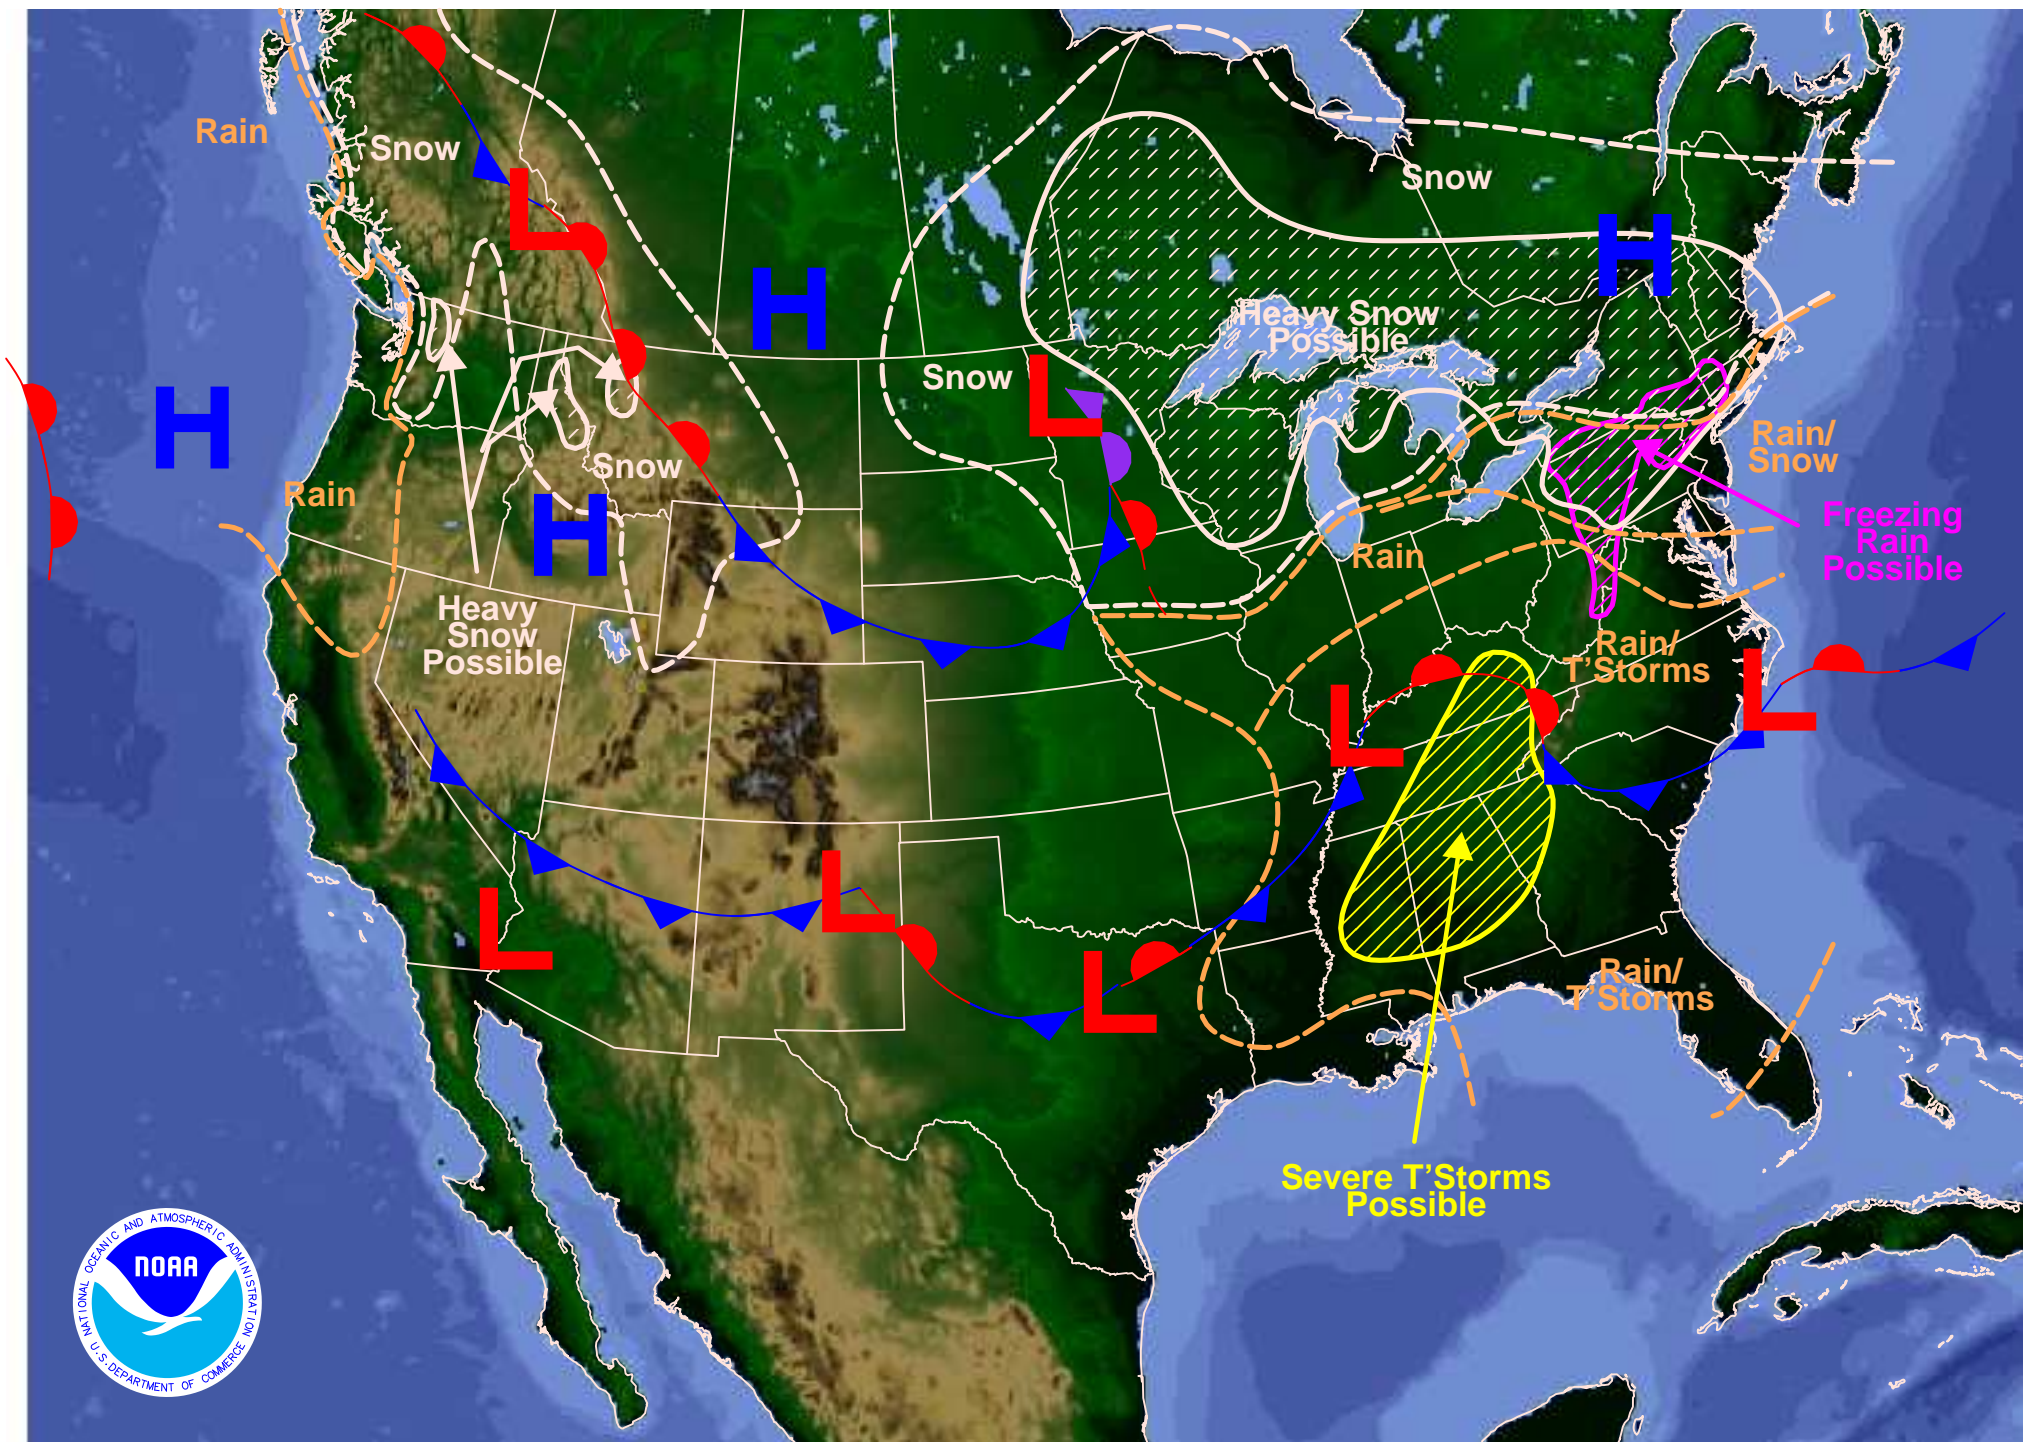 Rain
Snow
L
H
Snow
H
Heavy Snow
Possible
H
Snow
L
Rain/
Snow
Snow
Rain
H
Freezing
Rain
Possible
Rain
Heavy
Snow
Possible
Rain/
T'Storms
L
L
L
L
L
Rain/
T'Storms
Severe T'Storms
Possible
NATIONAL OCEANIC AND ATMOSPHERIC ADMINISTRATION
NOAA
U.S. DEPARTMENT OF COMMERCE